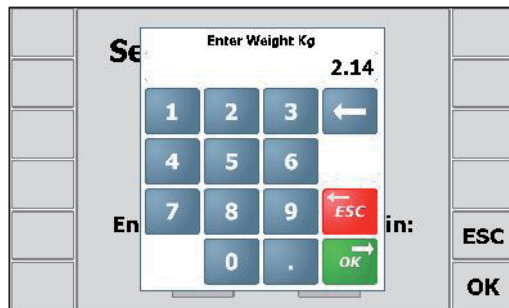 Enter Weight Kg
Se
2.14
1 2 3
4 5 6
7 8 9 ESC
En in: ESC
0 . OK
OK